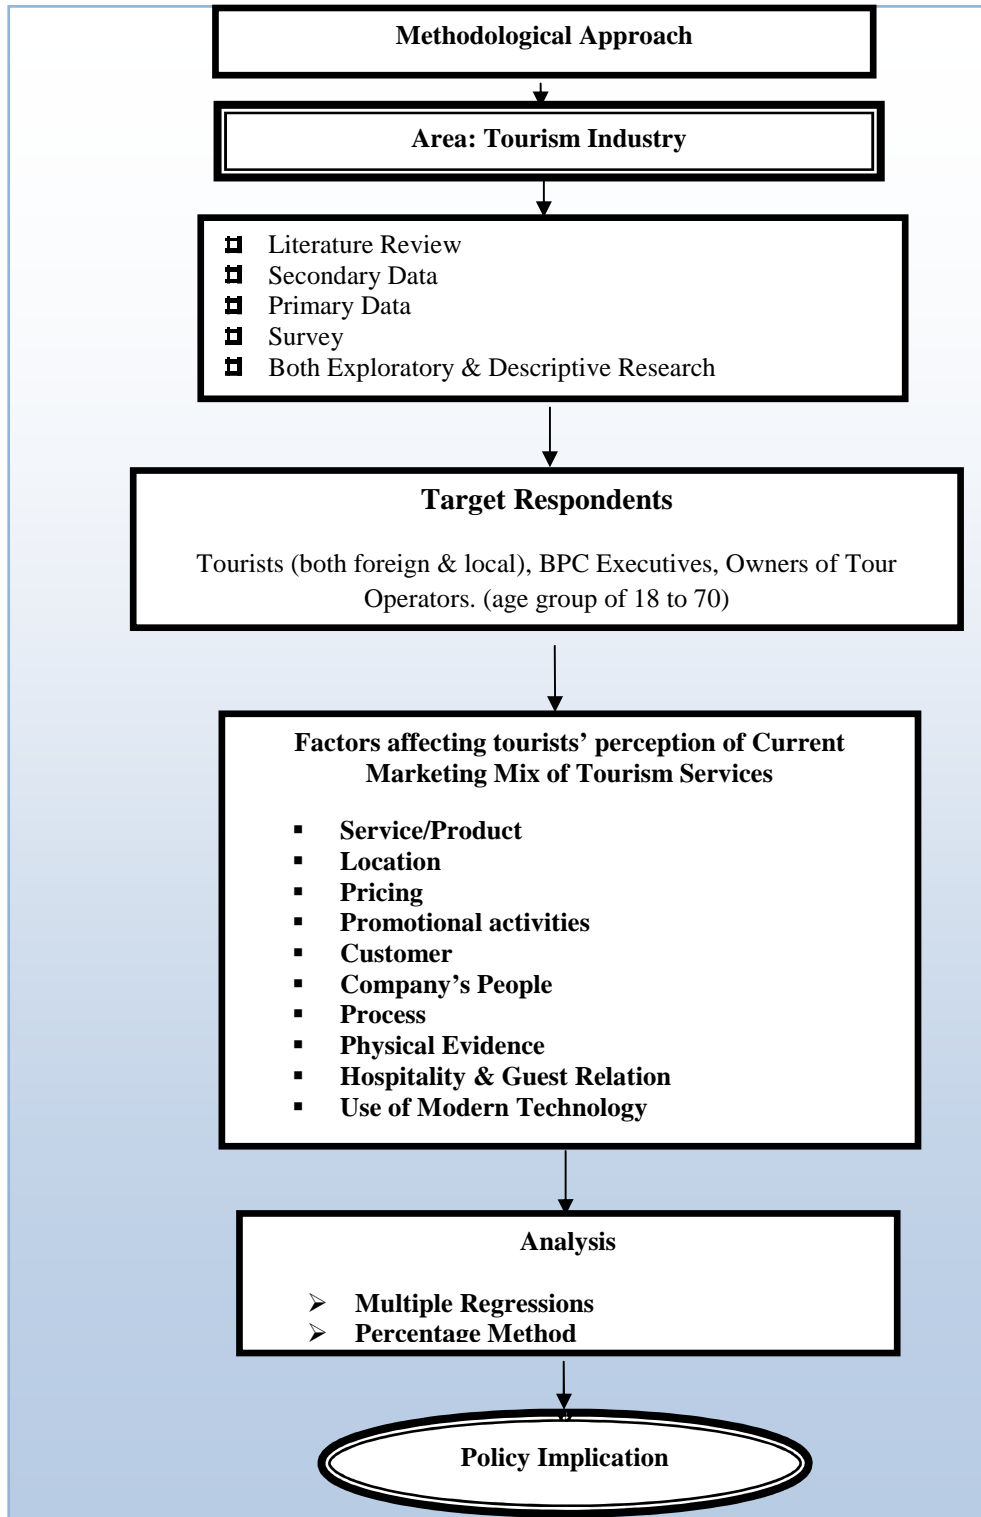 Methodological Approach
Area: Tourism Industry
Literature Review
Secondary Data
Primary Data
Survey
Both Exploratory & Descriptive Research
Target Respondents
Tourists (both foreign & local), BPC Executives, Owners of Tour
Operators. (age group of 18 to 70)
Factors affecting tourists’ perception of Current
Marketing Mix of Tourism Services
Service/Product
Location
Pricing
Promotional activities
Customer
Company’s People
Process
Physical Evidence
Hospitality & Guest Relation
Use of Modern Technology
Analysis
Multiple Regressions
Percentage Method
Policy Implication